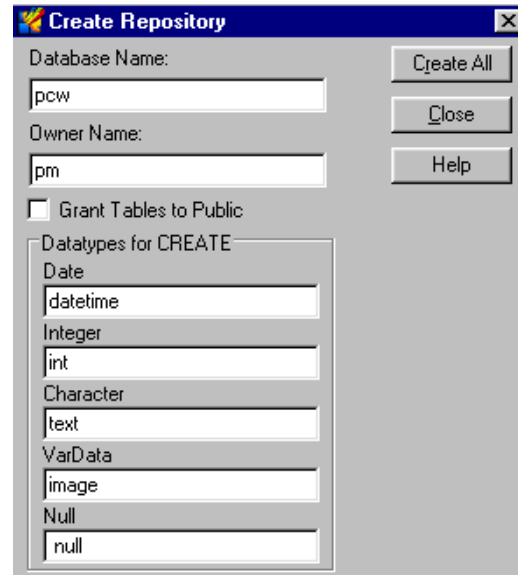 Create Repository
Database Name:
pcw
Owner Name:
pm
Grant Tables to Public
Datatypes for CREATE
Date
datetime
Integer
int
Character
text
VarData
image
Null
null
Create All
Close
Help